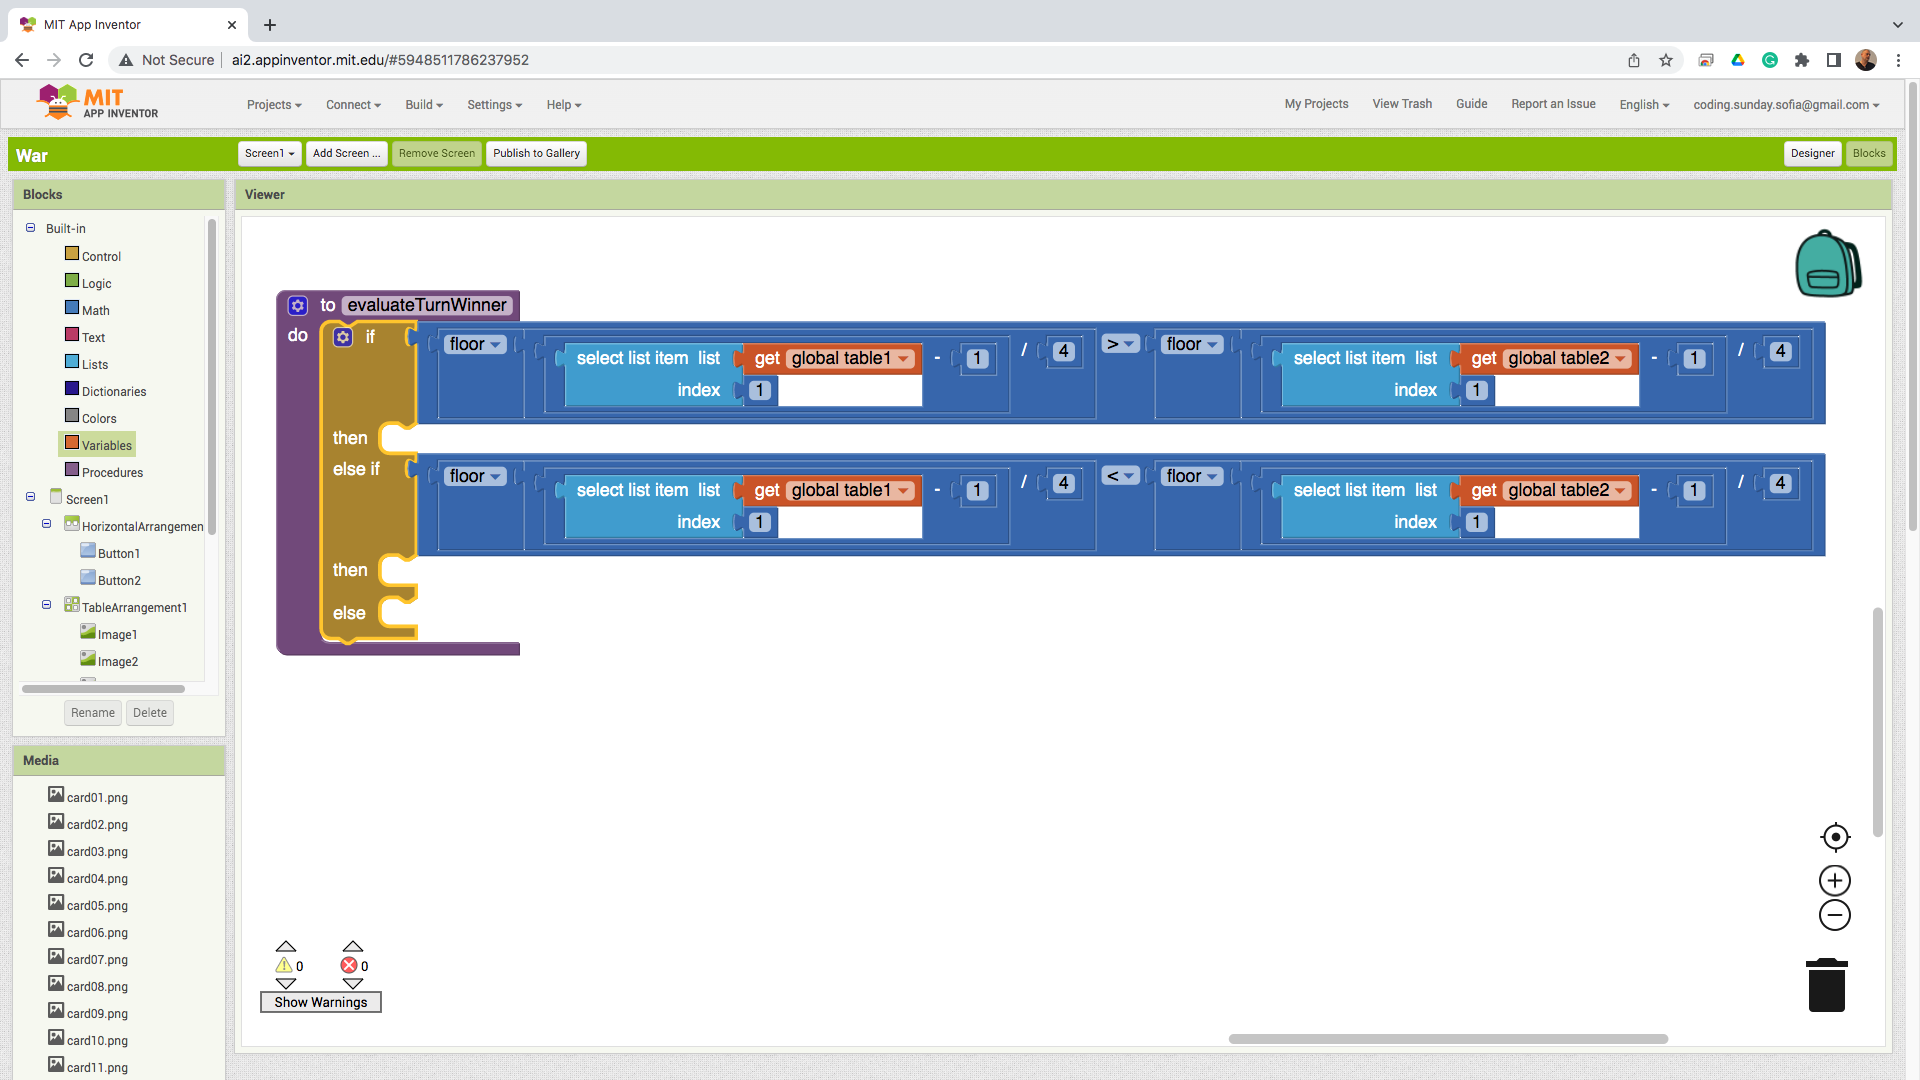 MIT App Inventor
Not Secure
ai2.appinventor.mit.edu/#5948511786237952
MIT
APP INVENTOR
Projects
Connect
Build
Settings
Help
My Projects
View Trash
Guide
Report an Issue
English
coding.sunday.sofia@gmail.com
War
Screen1
Add Screen ...
Remove Screen
Publish to Gallery
Designer
Blocks
Blocks
Built-in
Control
Logic
Math
Text
Lists
Dictionaries
Colors
Variables
Procedures
Screen1
HorizontalArrangemen
Button1
Button2
TableArrangement1
Image1
Image2
Rename
Delete
Media
card01.png
card02.png
card03.png
card04.png
card05.png
card06.png
card07.png
card08.png
card09.png
card10.png
card11.png
Viewer
to evaluateTurnWinner
do if floor select list item list get global table1 - 1 / 4 > floor select list item list get global table2 - 1 / 4
index 1 index 1
then
else if floor select list item list get global table1 - 1 / 4 < floor select list item list get global table2 - 1 / 4
index 1 index 1
then
else
0 0
Show Warnings